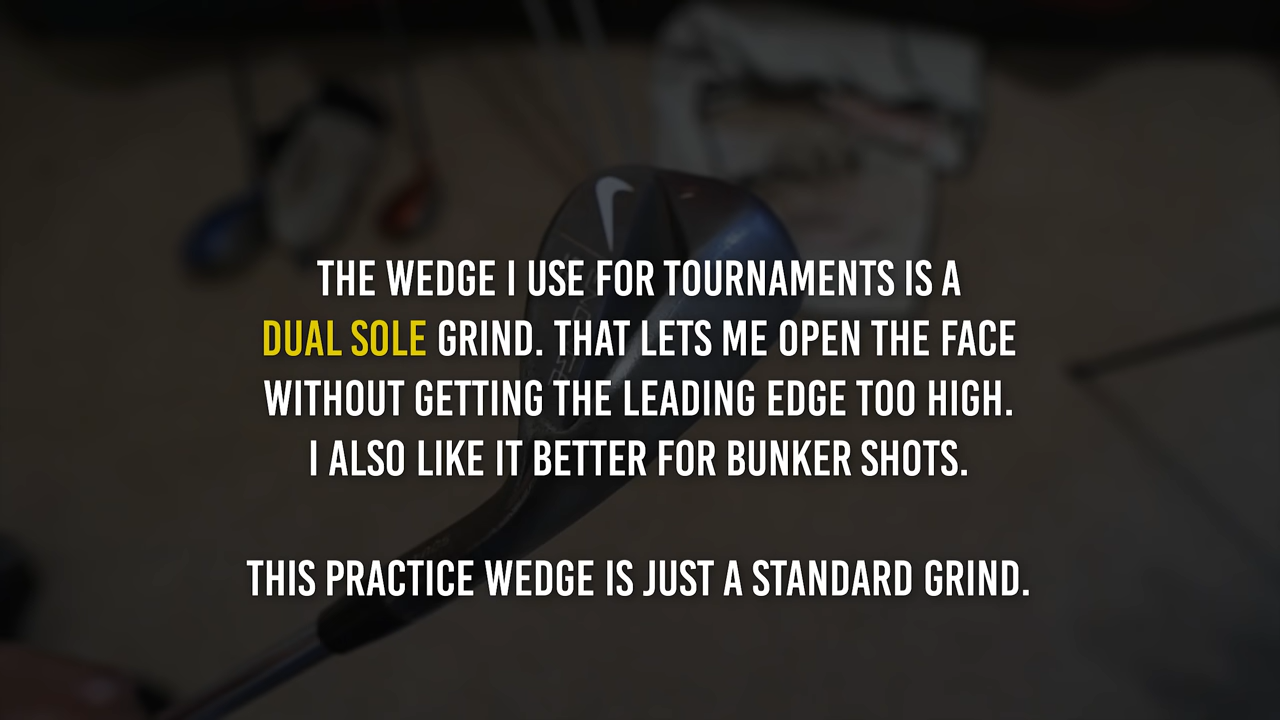 THE WEDGE I USE FOR TOURNAMENTS IS A
DUAL SOLE GRIND. THAT LETS ME OPEN THE FACE
WITHOUT GETTING THE LEADING EDGE TOO HIGH.
I ALSO LIKE IT BETTER FOR BUNKER SHOTS.
THIS PRACTICE WEDGE IS JUST A STANDARD GRIND.